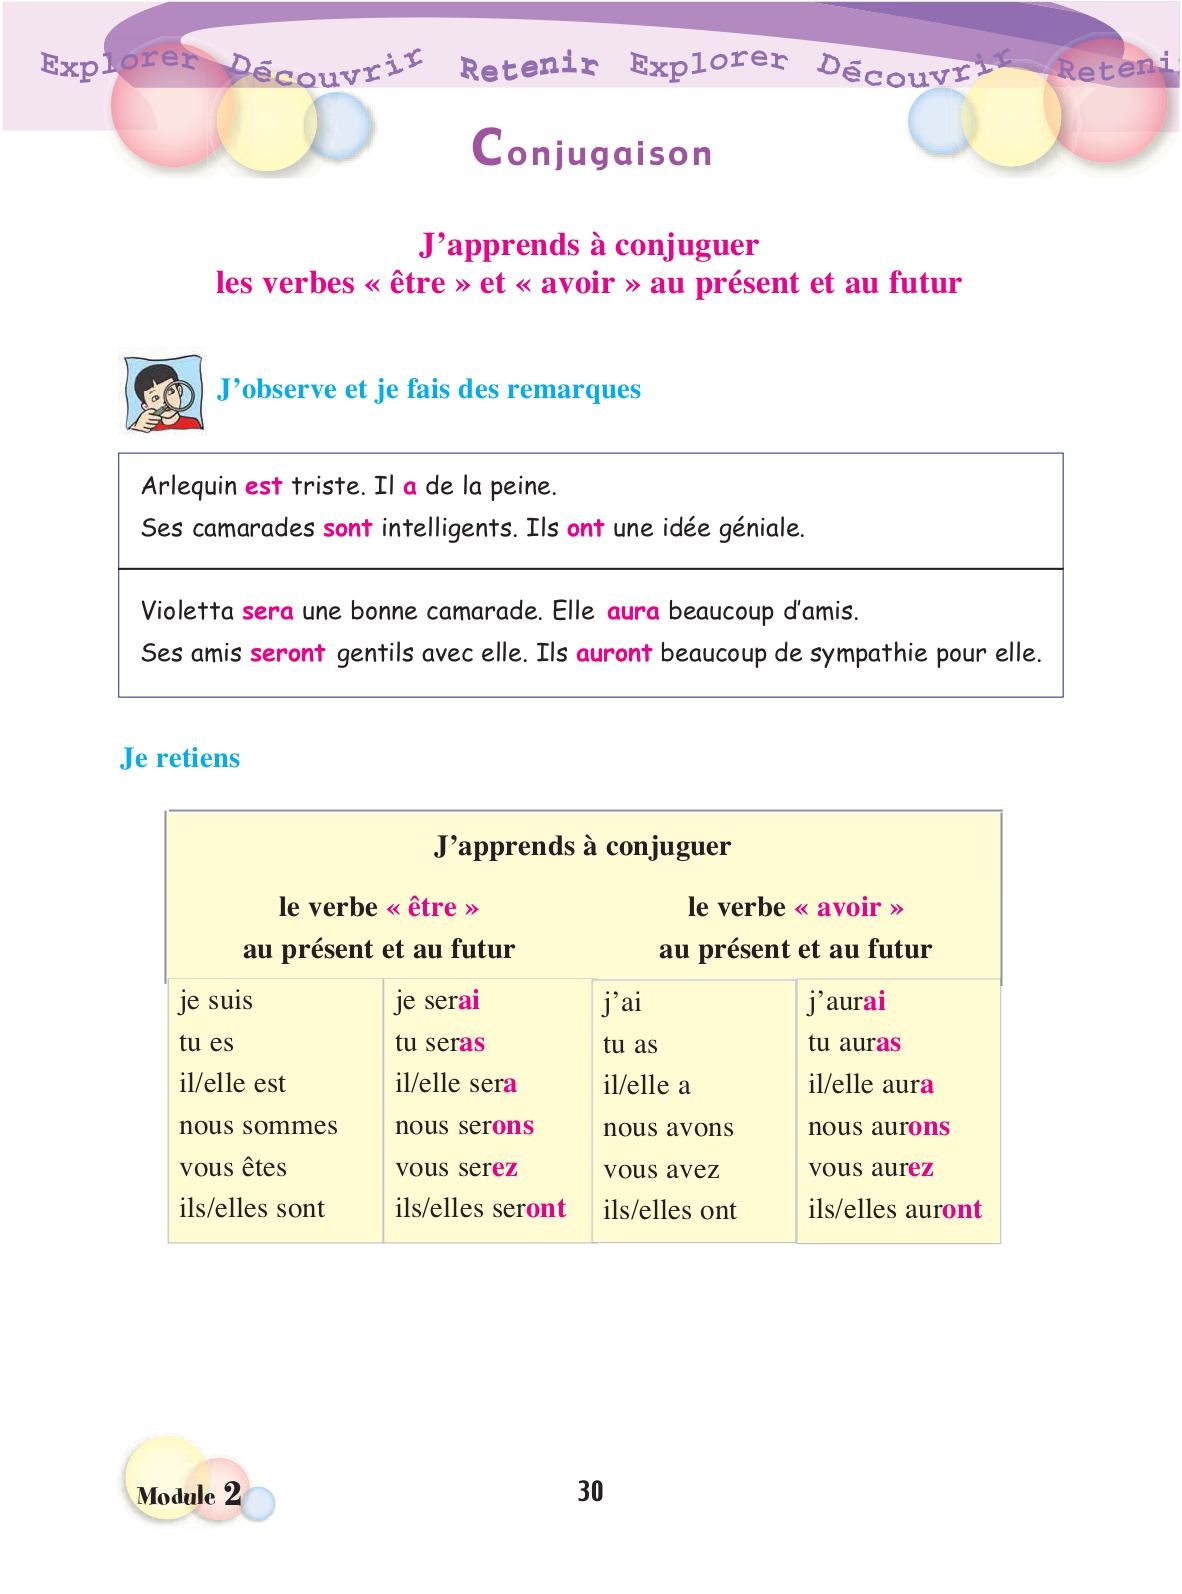 Explorer Découvrir Retenir Explorer Découvrir Reteni
Conjugaison
J’apprends à conjuguer
les verbes « être » et « avoir » au présent et au futur
J’observe et je fais des remarques
Arlequin est triste. Il a de la peine.
Ses camarades sont intelligents. Ils ont une idée géniale.
Violetta sera une bonne camarade. Elle aura beaucoup d’amis.
Ses amis seront gentils avec elle. Ils auront beaucoup de sympathie pour elle.
Je retiens
J’apprends à conjuguer
le verbe « être » le verbe « avoir »
au présent et au futur au présent et au futur
je suis je serai j’ai j’aurai
tu es tu seras tu as tu auras
il/elle est il/elle sera il/elle a il/elle aura
nous sommes nous serons nous avons nous aurons
vous êtes vous serez vous avez vous aurez
ils/elles sont ils/elles seront ils/elles ont ils/elles auront
Module 2
30